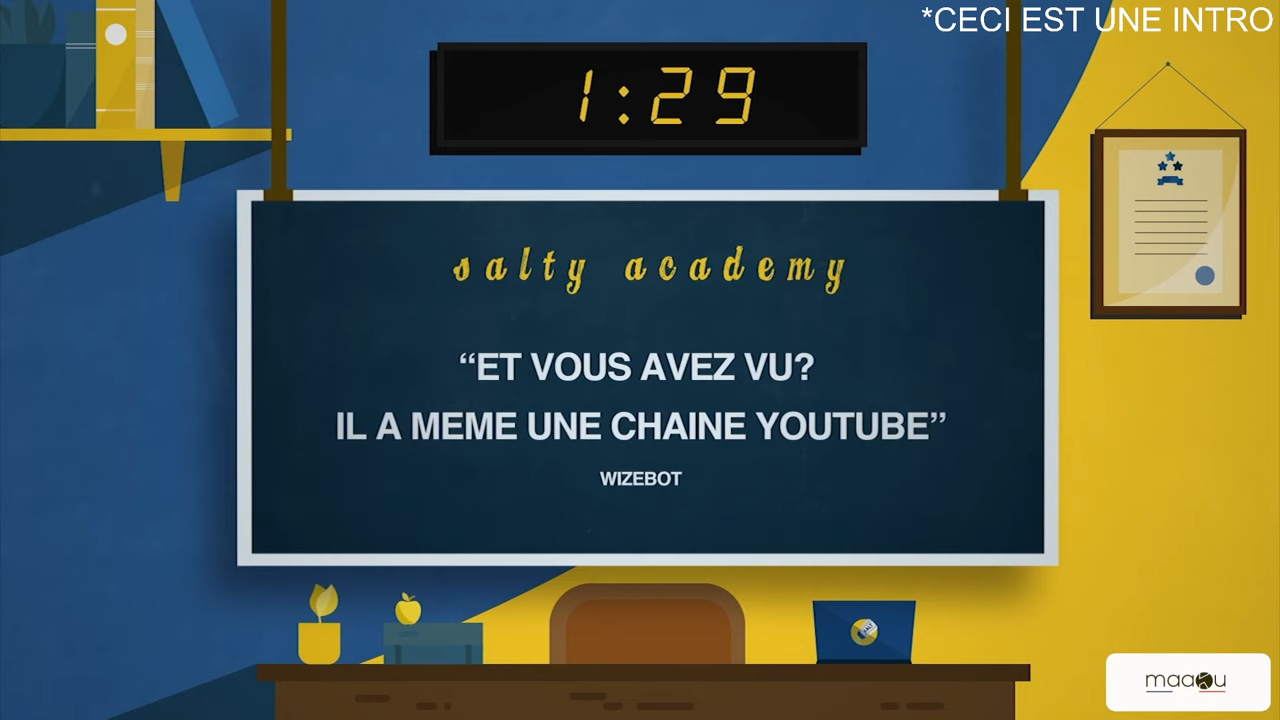 *CECI EST UNE INTRO
1:29
salty academy
“ET VOUS AVEZ VU?
IL A MEME UNE CHAINE YOUTUBE”
WIZEBOT
SALT
maaku